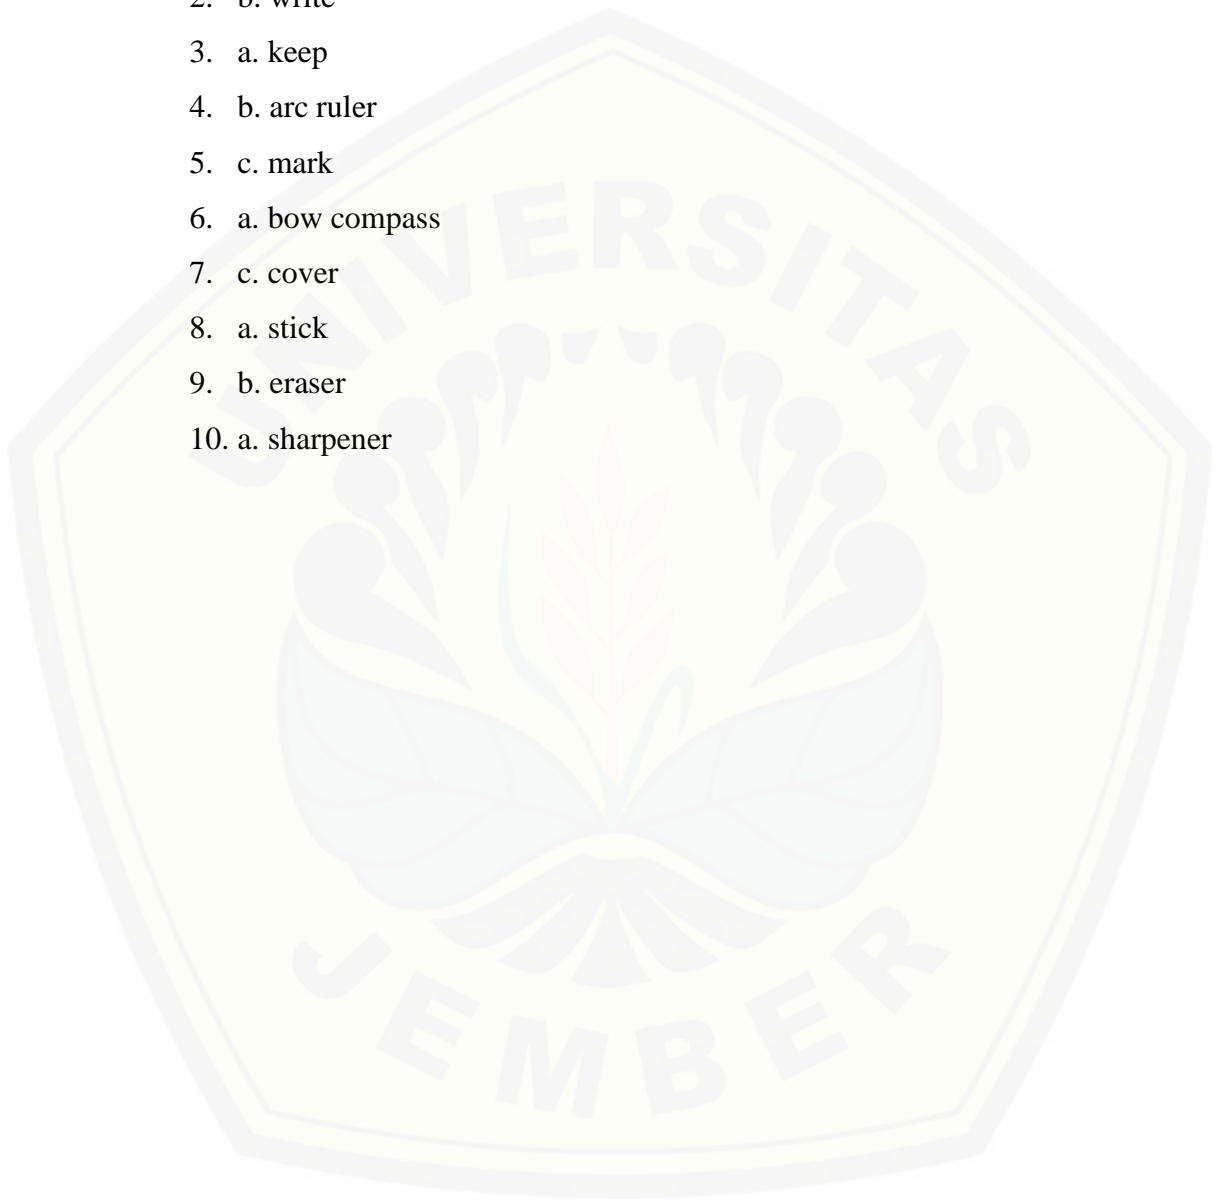 2. b. write
3. a. keep
4. b. arc ruler
5. c. mark
6. a. bow compass
7. c. cover
8. a. stick
9. b. eraser
10. a. sharpener
UNIVERSITAS
JEMBER